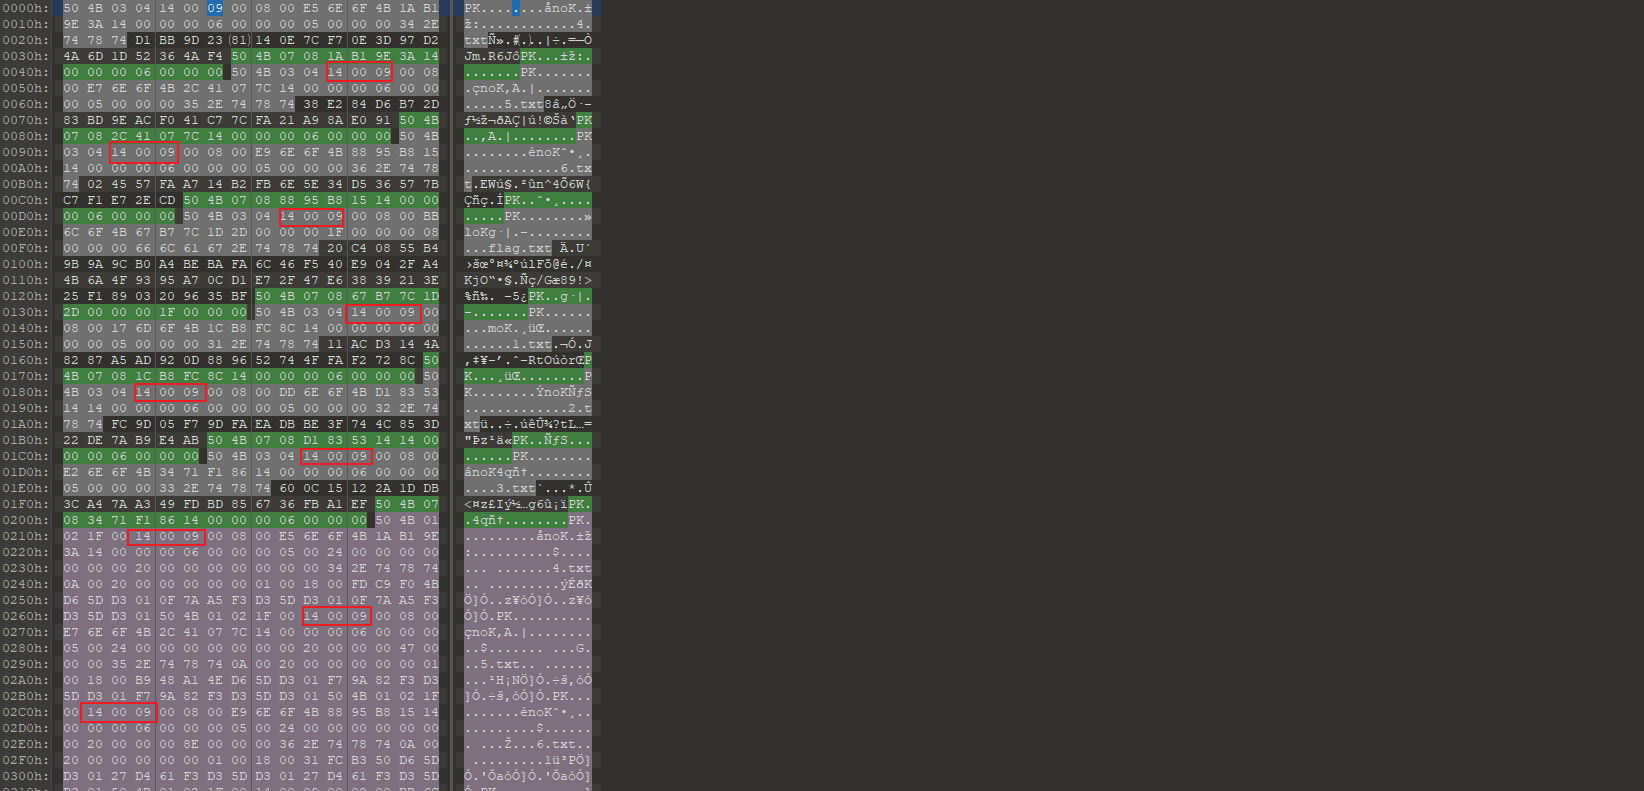 0000h: 50 4B 03 04 14 00 09 00 08 00 E5 6E 6F 4B 1A B1 PK........ånoK.±
0010h: 9E 3A 14 00 00 00 06 00 00 00 05 00 00 00 34 2E ž:............4.
0020h: 74 78 74 D1 BB 9D 23 (81) 14 0E 7C F7 0E 3D 97 D2 txtÑ».#...|÷.=—Ò
0030h: 4A 6D 1D 52 36 4A F4 50 4B 07 08 1A B1 9E 3A 14 Jm.R6JôPK...±ž:.
0040h: 00 00 00 06 00 00 00 50 4B 03 04 14 00 09 00 08 .......PK.......
0050h: 00 E7 6E 6F 4B 2C 41 07 7C 14 00 00 00 06 00 00 .çnoK,A.|.......
0060h: 00 05 00 00 00 35 2E 74 78 74 38 E2 84 D6 B7 2D .....5.txt8â„Ö·-
0070h: 83 BD 9E AC F0 41 C7 7C FA 21 A9 8A E0 91 50 4B ƒ½ž¬ðAÇ|ú!©Šà‘PK
0080h: 07 08 2C 41 07 7C 14 00 00 00 06 00 00 00 50 4B ..,A.|........PK
0090h: 03 04 14 00 09 00 08 00 E9 6E 6F 4B 88 95 B8 15 ........énoKˆ•¸.
00A0h: 14 00 00 00 06 00 00 00 05 00 00 00 36 2E 74 78 ............6.tx
00B0h: 74 02 45 57 FA A7 14 B2 FB 6E 5E 34 D5 36 57 7B t.EWú§.²ûn^4Õ6W{
00C0h: C7 F1 E7 2E CD 50 4B 07 08 88 95 B8 15 14 00 00 Çñç.ÍPK..ˆ•¸....
00D0h: 00 06 00 00 00 50 4B 03 04 14 00 09 00 08 00 BB .....PK........»
00E0h: 6C 6F 4B 67 B7 7C 1D 2D 00 00 00 1F 00 00 00 08 loKg·|.-........
00F0h: 00 00 00 66 6C 61 67 2E 74 78 74 20 C4 08 55 B4 ...flag.txt Ä.U´
0100h: 9B 9A 9C B0 A4 BE BA FA 6C 46 F5 40 E9 04 2F A4 ›šœ°¤¾ºúlFõ@é./¤
0110h: 4B 6A 4F 93 95 A7 0C D1 E7 2F 47 E6 38 39 21 3E KjO“•§.Ñç/Gæ89!>
0120h: 25 F1 89 03 20 96 35 BF 50 4B 07 08 67 B7 7C 1D %ñ‰. –5¿PK..g·|.
0130h: 2D 00 00 00 1F 00 00 00 50 4B 03 04 14 00 09 00 -.......PK......
0140h: 08 00 17 6D 6F 4B 1C B8 FC 8C 14 00 00 00 06 00 ...moK.¸üŒ......
0150h: 00 00 05 00 00 00 31 2E 74 78 74 11 AC D3 14 4A ......1.txt.¬Ó.J
0160h: 82 87 A5 AD 92 0D 88 96 52 74 4F FA F2 72 8C 50 ‚‡¥-’.ˆ–RtOúòrŒP
0170h: 4B 07 08 1C B8 FC 8C 14 00 00 00 06 00 00 00 50 K...¸üŒ........P
0180h: 4B 03 04 14 00 09 00 08 00 DD 6E 6F 4B D1 83 53 K........ÝnoKÑƒS
0190h: 14 14 00 00 00 06 00 00 00 05 00 00 00 32 2E 74 .............2.t
01A0h: 78 74 FC 9D 05 F7 9D FA EA DB BE 3F 74 4C 85 3D xtü..÷.úêÛ¾?tL…=
01B0h: 22 DE 7A B9 E4 AB 50 4B 07 08 D1 83 53 14 14 00 "Þz¹ä«PK..ÑƒS...
01C0h: 00 00 06 00 00 00 50 4B 03 04 14 00 09 00 08 00 ......PK........
01D0h: E2 6E 6F 4B 34 71 F1 86 14 00 00 00 06 00 00 00 ânoK4qñ†........
01E0h: 05 00 00 00 33 2E 74 78 74 60 0C 15 12 2A 1D DB ....3.txt`...*.Û
01F0h: 3C A4 7A A3 49 FD BD 85 67 36 FB A1 EF 50 4B 07 <¤z£Iý½…g6û¡ïPK.
0200h: 08 34 71 F1 86 14 00 00 00 06 00 00 00 50 4B 01 .4qñ†........PK.
0210h: 02 1F 00 14 00 09 00 08 00 E5 6E 6F 4B 1A B1 9E .........ånoK.±ž
0220h: 3A 14 00 00 00 06 00 00 00 05 00 24 00 00 00 00 :..........$....
0230h: 00 00 00 20 00 00 00 00 00 00 00 34 2E 74 78 74 ... .......4.txt
0240h: 0A 00 20 00 00 00 00 00 01 00 18 00 FD C9 F0 4B .. .........ýÉðK
0250h: D6 5D D3 01 0F 7A A5 F3 D3 5D D3 01 0F 7A A5 F3 Ö]Ó..z¥óÓ]Ó..z¥ó
0260h: D3 5D D3 01 50 4B 01 02 1F 00 14 00 09 00 08 00 Ó]Ó.PK..........
0270h: E7 6E 6F 4B 2C 41 07 7C 14 00 00 00 06 00 00 00 çnoK,A.|........
0280h: 05 00 24 00 00 00 00 00 00 00 20 00 00 00 47 00 ..$....... ...G.
0290h: 00 00 35 2E 74 78 74 0A 00 20 00 00 00 00 00 01 ..5.txt.. ......
02A0h: 00 18 00 B9 48 A1 4E D6 5D D3 01 F7 9A 82 F3 D3 ...¹H¡NÖ]Ó.÷š‚óÓ
02B0h: 5D D3 01 F7 9A 82 F3 D3 5D D3 01 50 4B 01 02 1F ]Ó.÷š‚óÓ]Ó.PK...
02C0h: 00 14 00 09 00 08 00 E9 6E 6F 4B 88 95 B8 15 14 .......énoKˆ•¸..
02D0h: 00 00 00 06 00 00 00 05 00 24 00 00 00 00 00 00 .........$......
02E0h: 00 20 00 00 00 8E 00 00 00 36 2E 74 78 74 0A 00 . ...Ž...6.txt..
02F0h: 20 00 00 00 00 00 01 00 18 00 31 FC B3 50 D6 5D .........1ü³PÖ]
0300h: D3 01 27 D4 61 F3 D3 5D D3 01 27 D4 61 F3 D3 5D Ó.'ÔaóÓ]Ó.'ÔaóÓ]